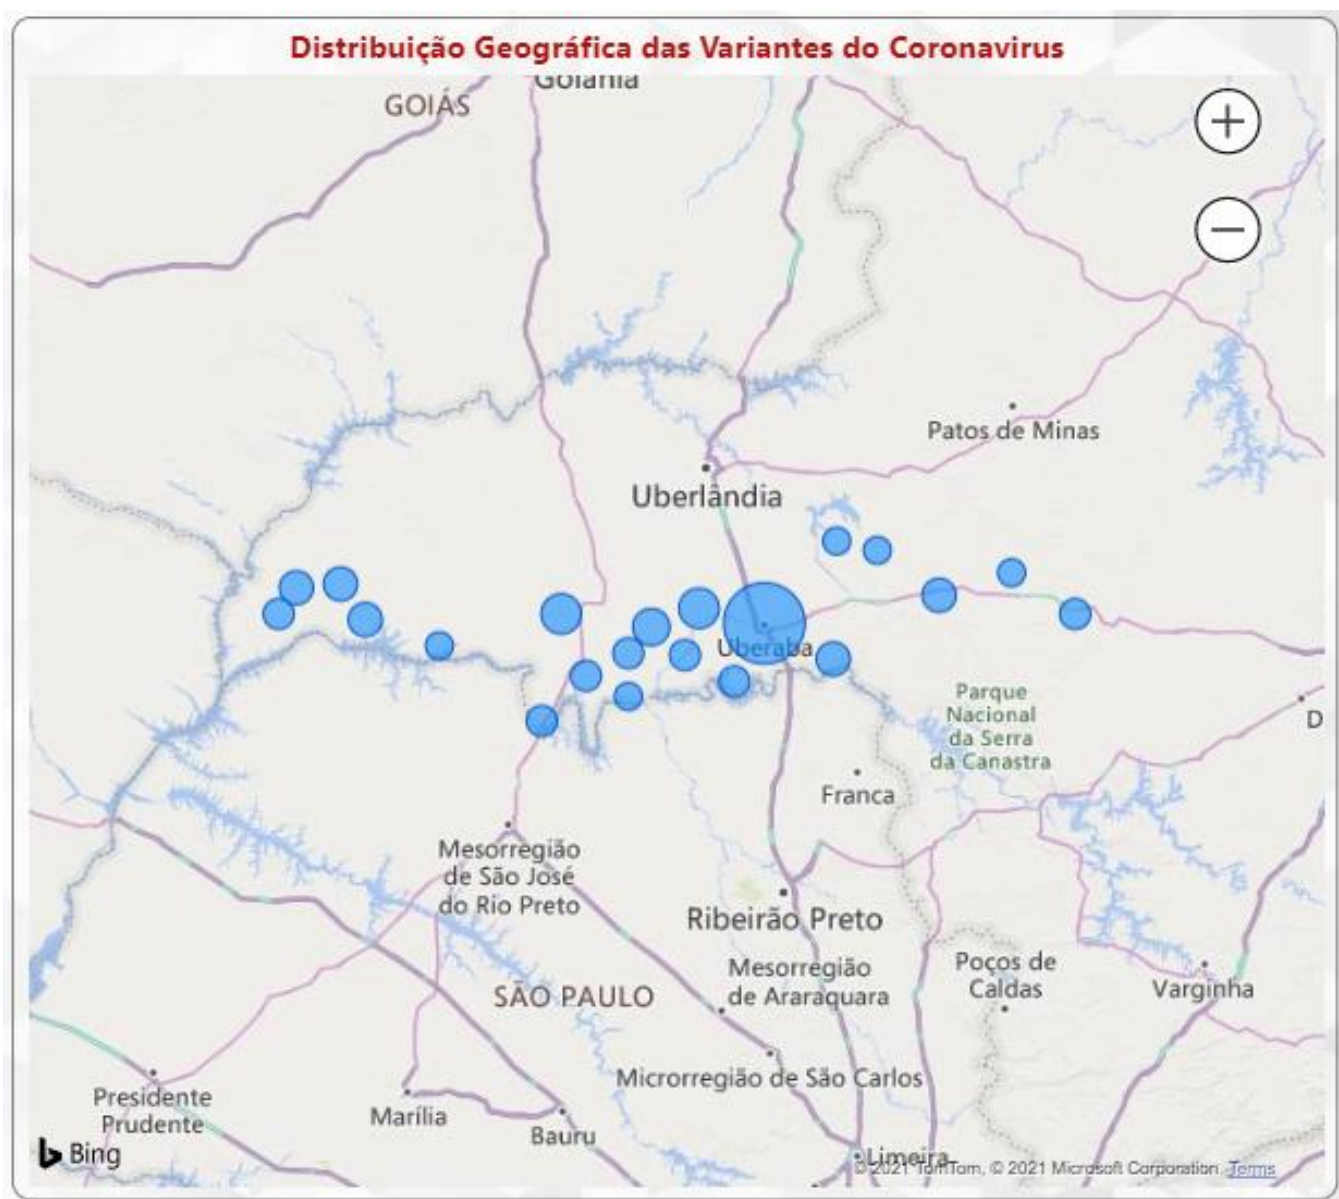 Distribuição Geográfica das Variantes do Coronavirus
Goiânia
GOIÁS
Patos de Minas
Uberlândia
Uberaba
Parque
Nacional
da Serra
da Canastra
D
Franca
Mesorregião
de São José
do Rio Preto
Ribeirão Preto
Mesorregião
de Araraquara
Poços de
Caldas
Varginha
SÃO PAULO
Microrregião de São Carlos
Presidente
Prudente
Marília
Bauru
Limeira
Bing
© 2021 TomTom, © 2021 Microsoft Corporation Terms